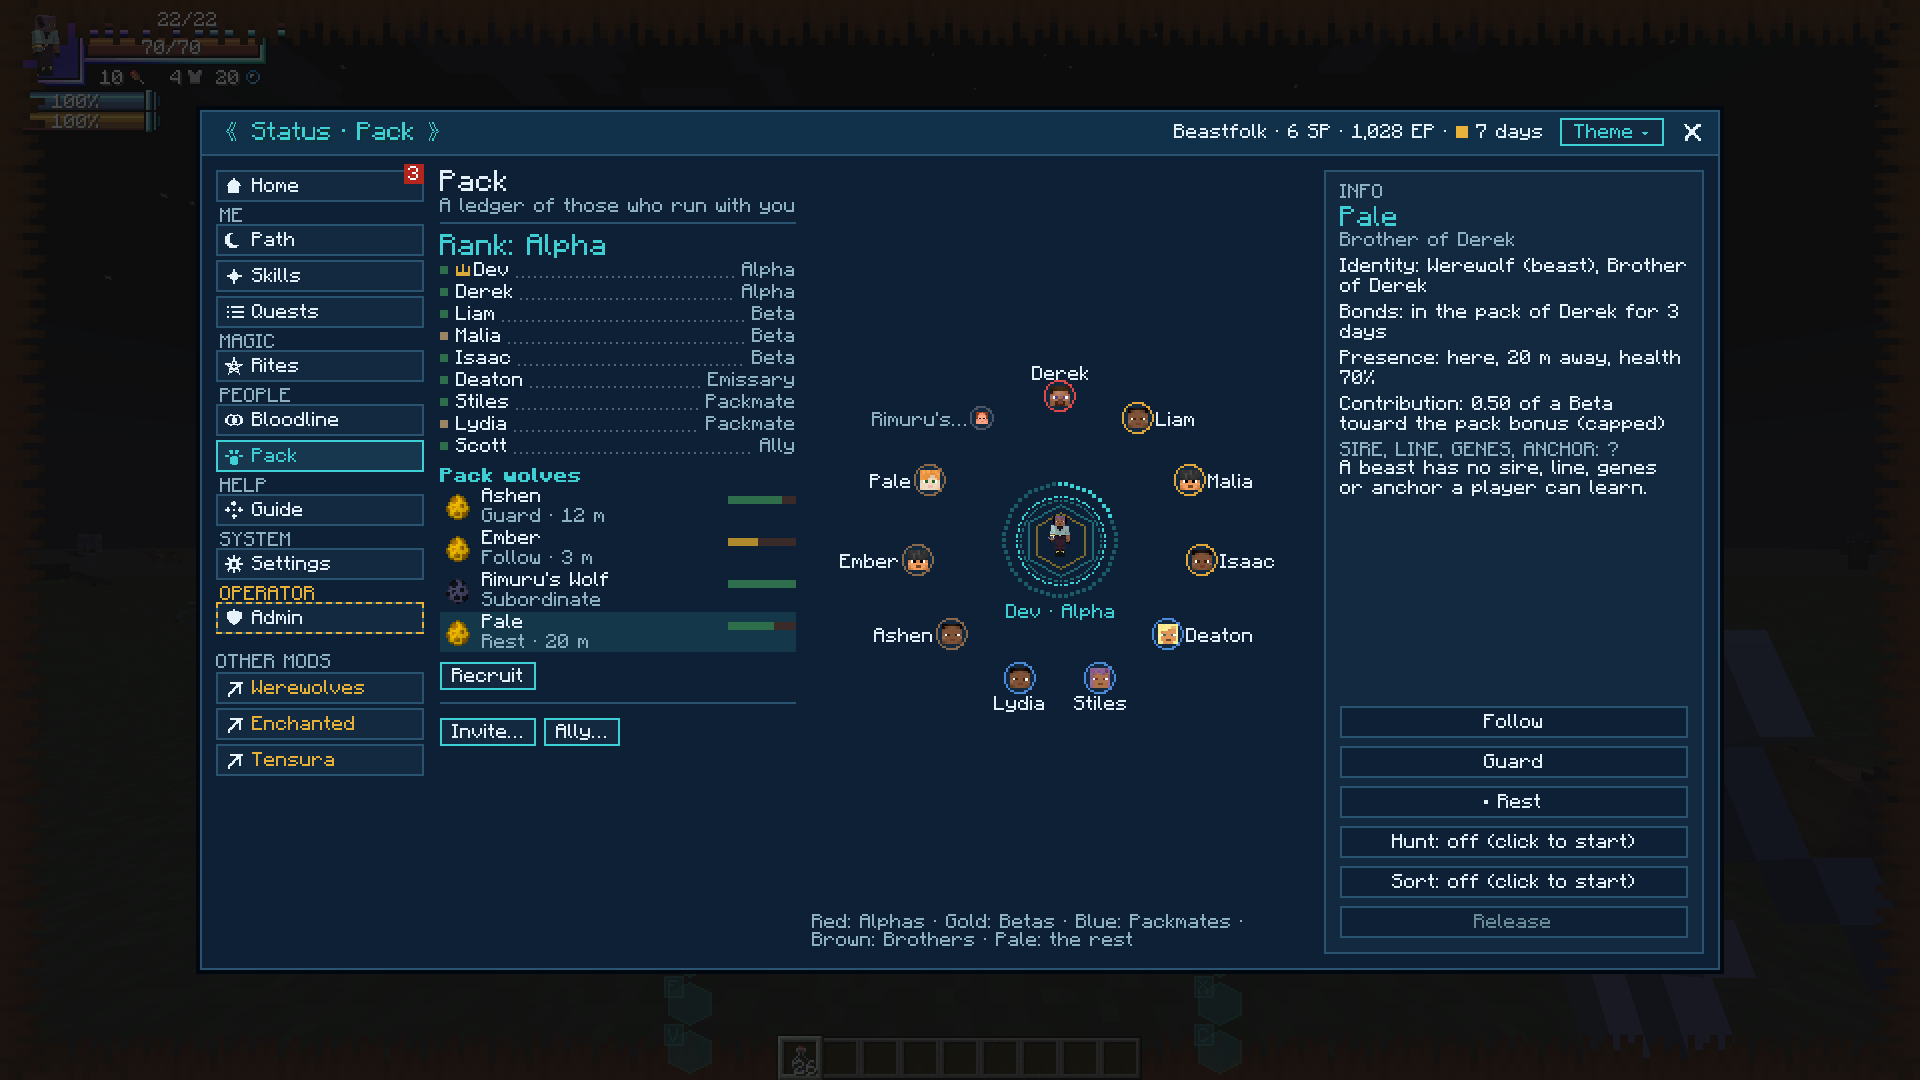 22/22
70/70
10 4 20
100%
100%
《 Status · Pack 》
Beastfolk · 6 SP · 1,028 EP · 7 days
Theme
X
Home
3
ME
Path
Skills
Quests
MAGIC
Rites
PEOPLE
Bloodline
Pack
HELP
Guide
SYSTEM
Settings
OPERATOR
Admin
OTHER MODS
Werewolves
Enchanted
Tensura
Pack
A ledger of those who run with you
Rank: Alpha
Dev Alpha
Derek Alpha
Liam Beta
Malia Beta
Isaac Beta
Deaton Emissary
Stiles Packmate
Lydia Packmate
Scott Ally
Pack wolves
Ashen
Guard · 12 m
Ember
Follow · 3 m
Rimuru's Wolf
Subordinate
Pale
Rest · 20 m
Recruit
Invite...
Ally...
Derek
Rimuru's...
Liam
Pale
Malia
Ember
Isaac
Dev · Alpha
Ashen
Deaton
Lydia
Stiles
Red: Alphas · Gold: Betas · Blue: Packmates ·
Brown: Brothers · Pale: the rest
INFO
Pale
Brother of Derek
Identity: Werewolf (beast), Brother
of Derek
Bonds: in the pack of Derek for 3
days
Presence: here, 20 m away, health
70%
Contribution: 0.50 of a Beta
toward the pack bonus (capped)
SIRE, LINE, GENES, ANCHOR: ?
A beast has no sire, line, genes
or anchor a player can learn.
Follow
Guard
· Rest
Hunt: off (click to start)
Sort: off (click to start)
Release
V
26